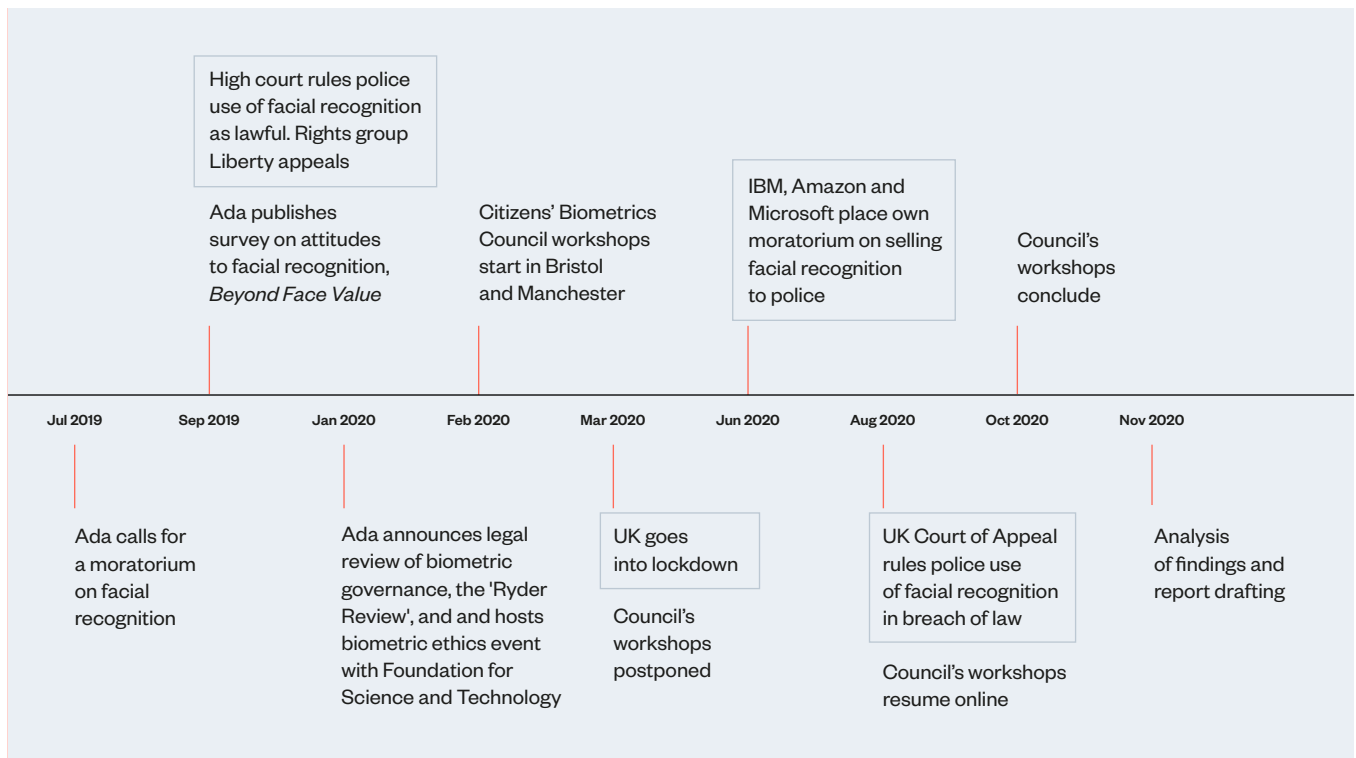 High court rules police
use of facial recognition
as lawful. Rights group
Liberty appeals
Ada publishes
survey on attitudes
to facial recognition,
Beyond Face Value
Citizens’ Biometrics
Council workshops
start in Bristol
and Manchester
IBM, Amazon and
Microsoft place own
moratorium on selling
facial recognition
to police
Council’s
workshops
conclude
Jul 2019
Sep 2019
Jan 2020
Feb 2020
Mar 2020
Jun 2020
Aug 2020
Oct 2020
Nov 2020
Ada calls for
a moratorium
on facial
recognition
Ada announces legal
review of biometric
governance, the 'Ryder
Review', and and hosts
biometric ethics event
with Foundation for
Science and Technology
UK goes
into lockdown
Council’s
workshops
postponed
UK Court of Appeal
rules police use
of facial recognition
in breach of law
Council’s workshops
resume online
Analysis
of findings and
report drafting